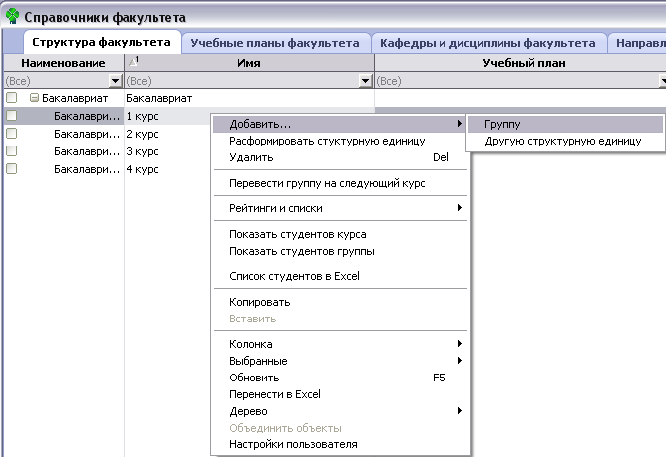 Справочники факультета
Структура факультета Учебные планы факультета Кафедры и дисциплины факультета Направл
Наименование 1 Имя Учебный план
(Все) (Все) (Все)
Бакалавриат Бакалавриат
Бакалаври... 1 курс
Бакалаври... 2 курс
Бакалаври... 3 курс
Бакалаври... 4 курс
Добавить...
Расформировать стуктурную единицу
Удалить Del
Перевести группу на следующий курс
Рейтинги и списки
Показать студентов курса
Показать студентов группы
Список студентов в Excel
Копировать
Вставить
Колонка
Выбранные
Обновить F5
Перенести в Excel
Дерево
Объединить объекты
Настройки пользователя
Группу
Другую структурную единицу